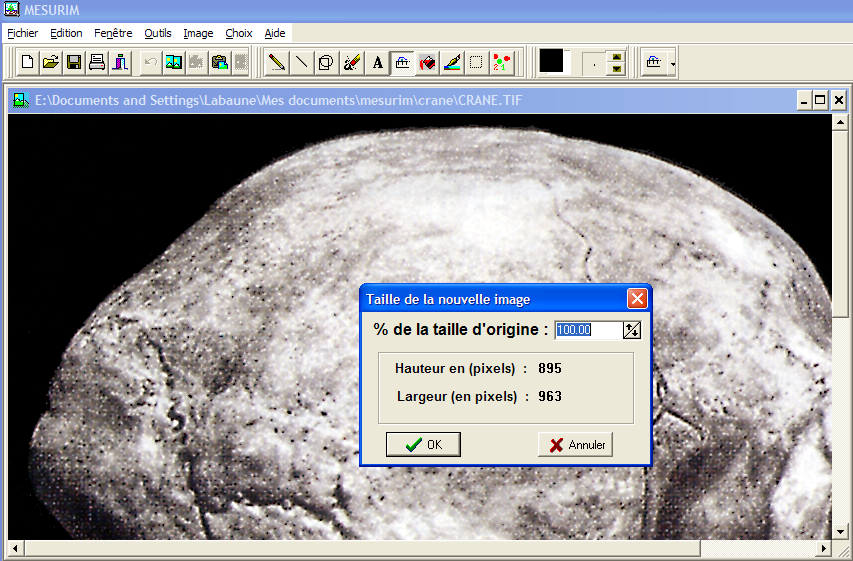 MESURIM
Fichier Edition Fenêtre Outils Image Choix Aide
A
E:\Documents and Settings\Labaune\Mes documents\mesurim\crane\CRANE.TIF
Taille de la nouvelle image
% de la taille d'origine : 100.00
Hauteur en (pixels) : 895
Largeur (en pixels) : 963
OK Annuler